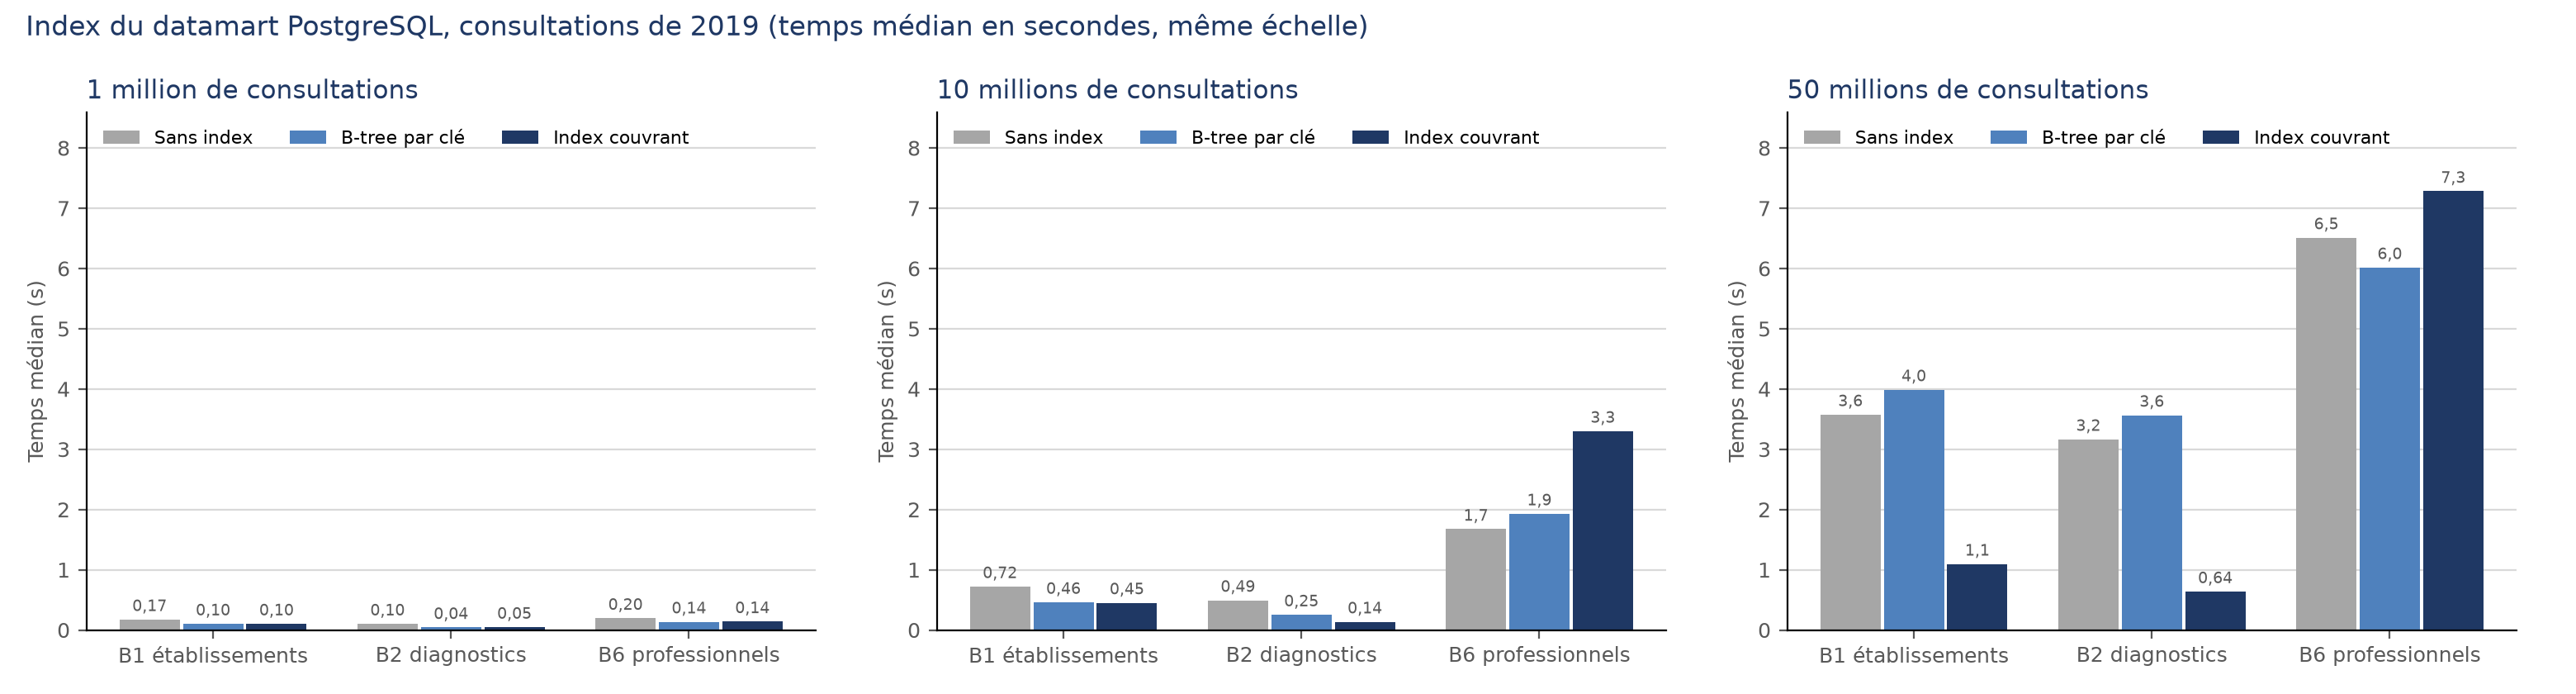 Index du datamart PostgreSQL, consultations de 2019 (temps médian en secondes, même échelle)
1 million de consultations
Sans index B-tree par clé Index couvrant
Temps médian (s)
8
7
6
5
4
3
2
1
0
0,17 0,10 0,10 0,10 0,04 0,05 0,20 0,14 0,14
B1 établissements B2 diagnostics B6 professionnels
10 millions de consultations
Sans index B-tree par clé Index couvrant
Temps médian (s)
8
7
6
5
4
3
2
1
0
0,72 0,46 0,45 0,49 0,25 0,14 1,7 1,9 3,3
B1 établissements B2 diagnostics B6 professionnels
50 millions de consultations
Sans index B-tree par clé Index couvrant
Temps médian (s)
8
7
6
5
4
3
2
1
0
3,6 4,0 1,1 3,2 3,6 0,64 6,5 6,0 7,3
B1 établissements B2 diagnostics B6 professionnels